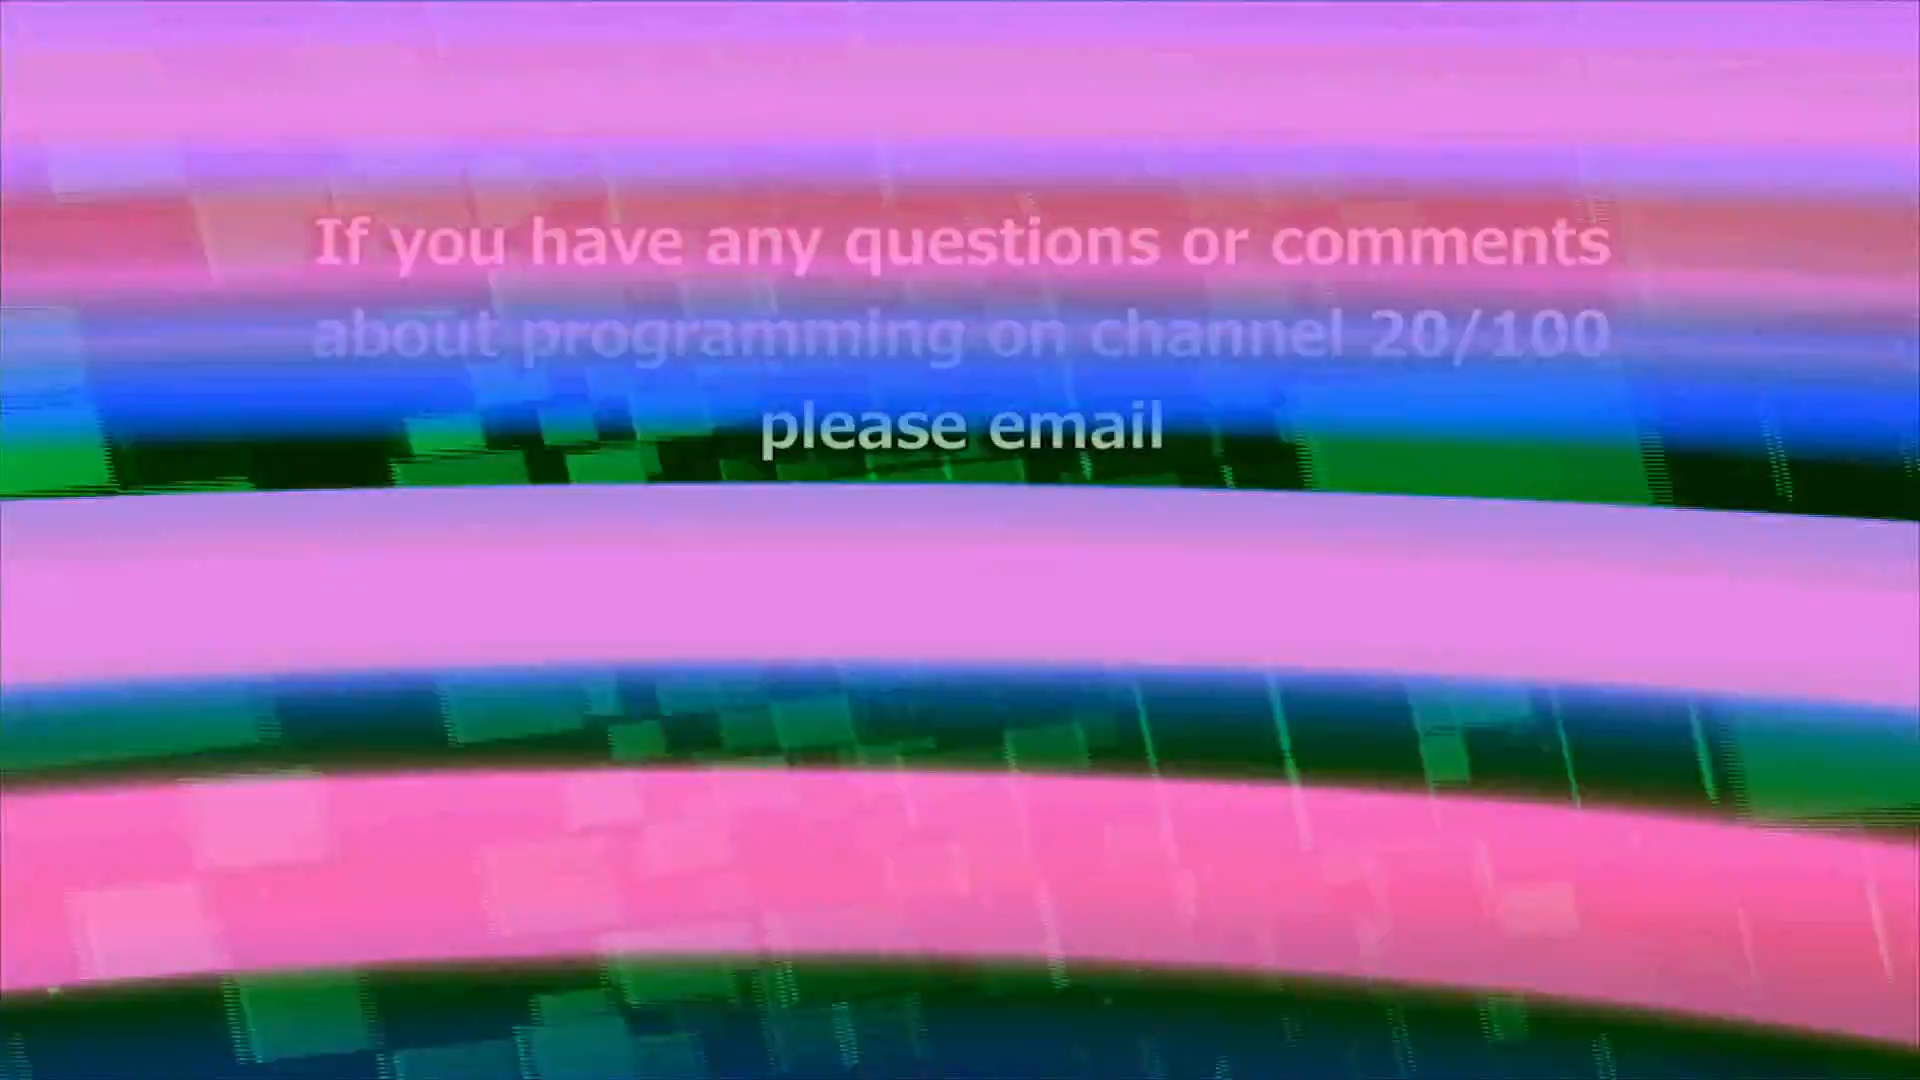 If you have any questions or comments
about programming on channel 20/100
please email